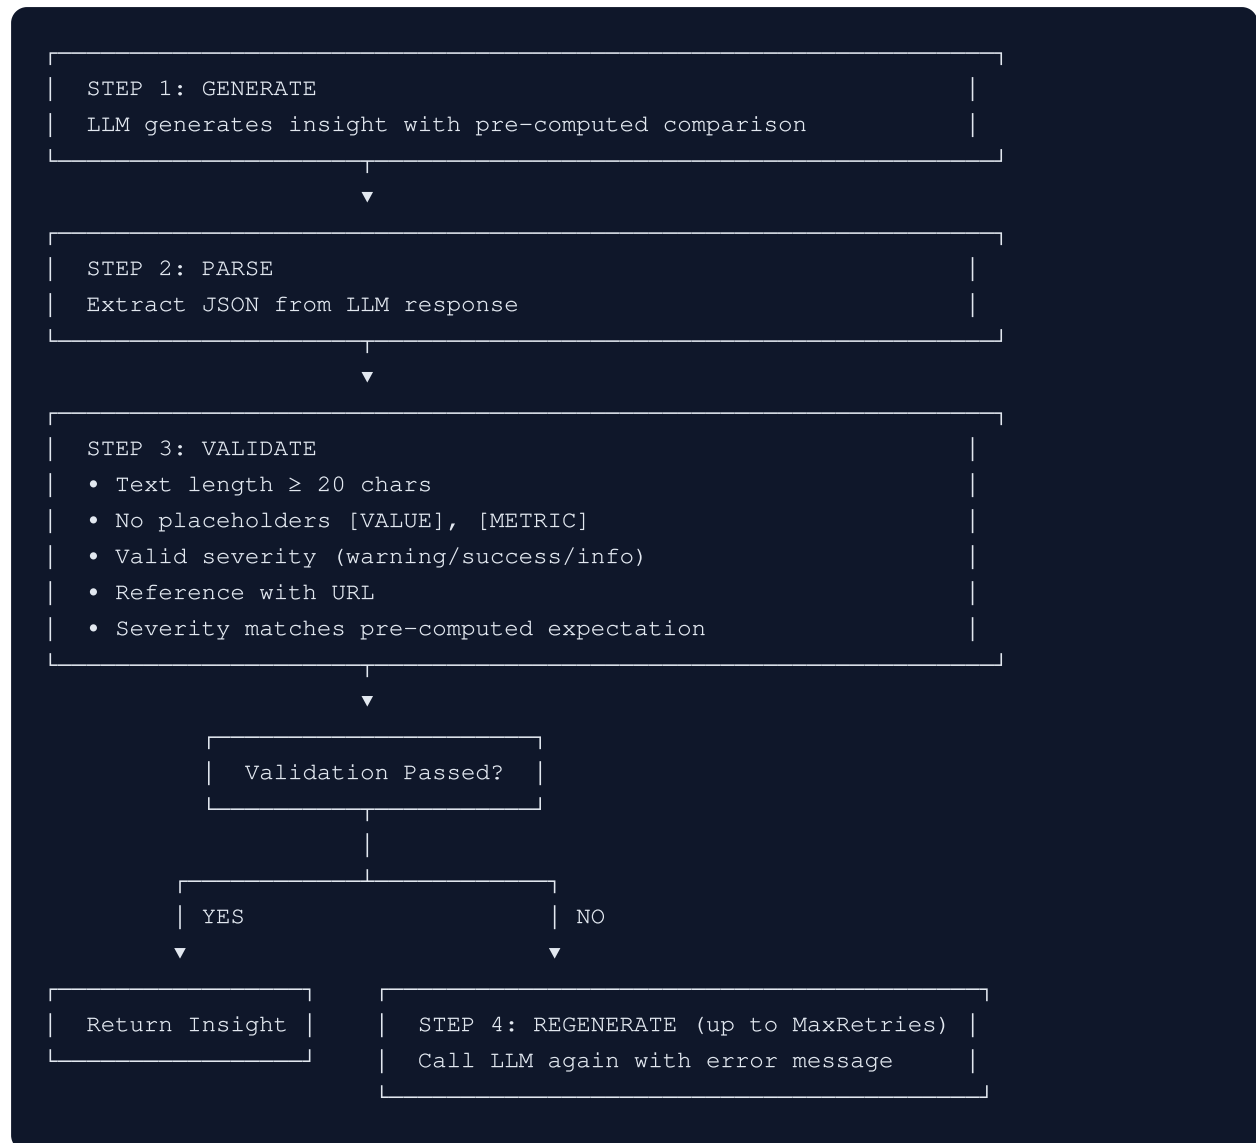 STEP 1: GENERATE
LLM generates insight with pre-computed comparison
STEP 2: PARSE
Extract JSON from LLM response
STEP 3: VALIDATE
• Text length ≥ 20 chars
• No placeholders [VALUE], [METRIC]
• Valid severity (warning/success/info)
• Reference with URL
• Severity matches pre-computed expectation
Validation Passed?
YES
NO
Return Insight
STEP 4: REGENERATE (up to MaxRetries)
Call LLM again with error message